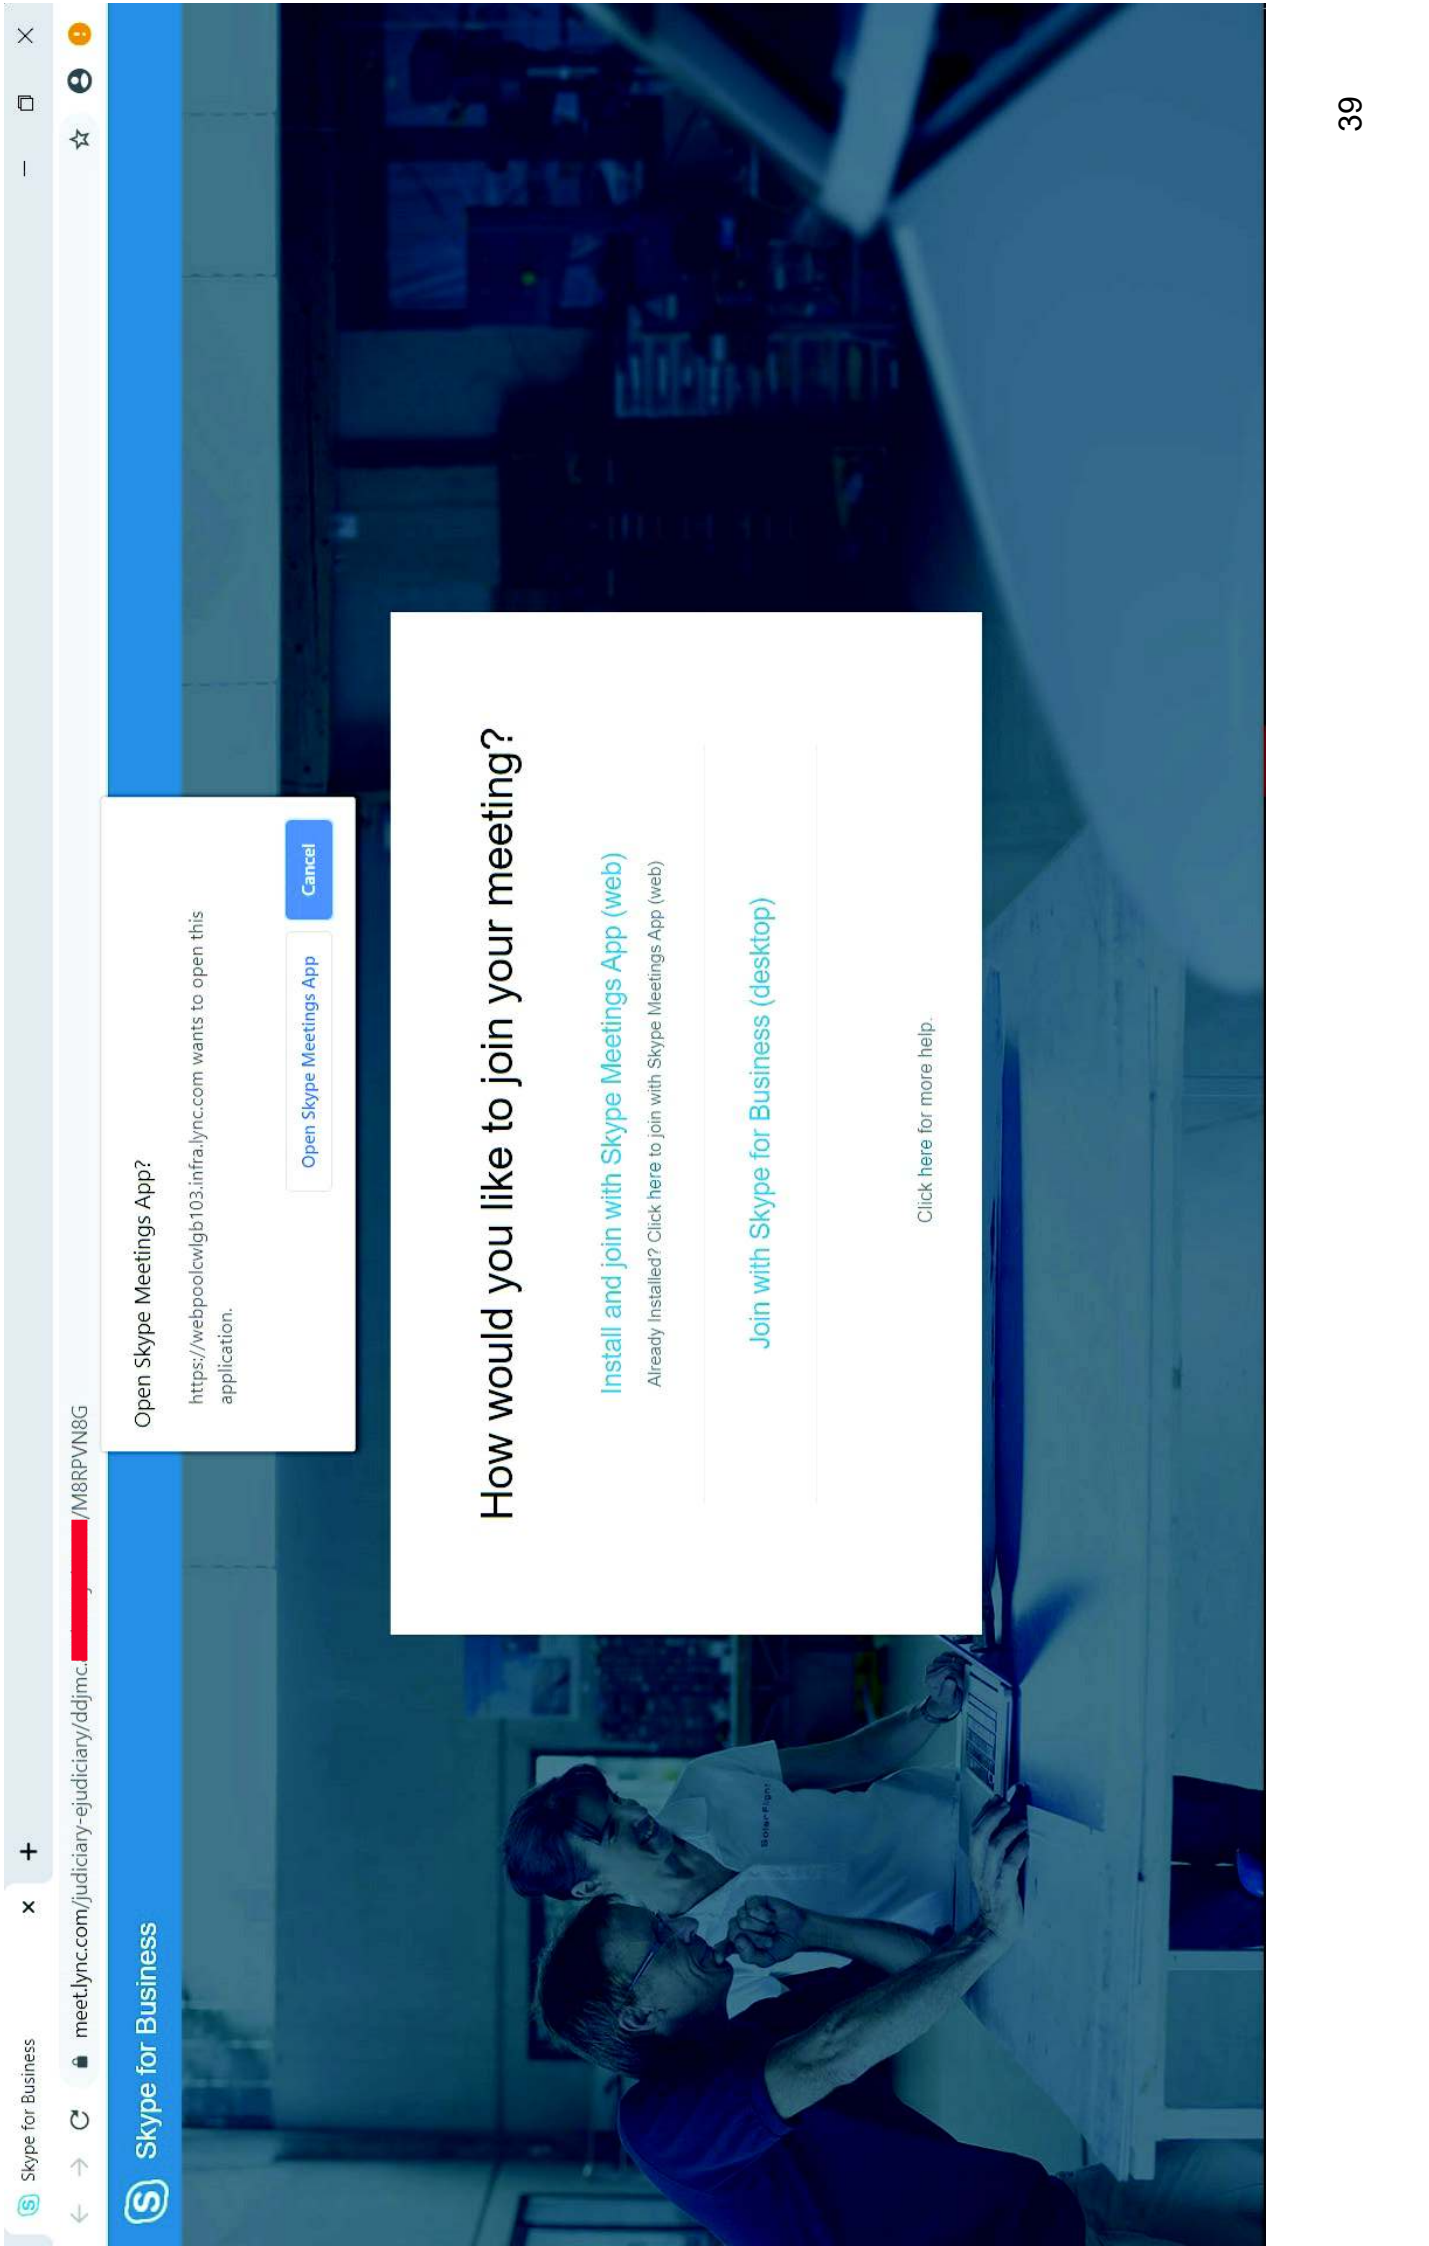 Skype for Business
meet.lync.com/judiciary-ejudiciary/ddjmc.
/M8RPVN8G
Skype for Business
Open Skype Meetings App?
https://webpoolcwlgb103.infra.lync.com wants to open this
application.
Open Skype Meetings App
Cancel
How would you like to join your meeting?
Install and join with Skype Meetings App (web)
Already Installed? Click here to join with Skype Meetings App (web)
Join with Skype for Business (desktop)
Click here for more help.
39